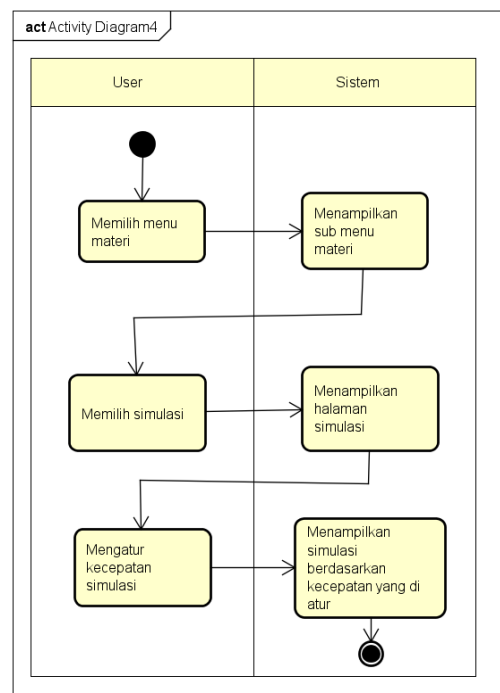 act Activity Diagram4
User
Sistem
Memilih menu
materi
Menampilkan
sub menu
materi
Memilih simulasi
Menampilkan
halaman
simulasi
Mengatur
kecepatan
simulasi
Menampilkan
simulasi
berdasarkan
kecepatan yang di
atur